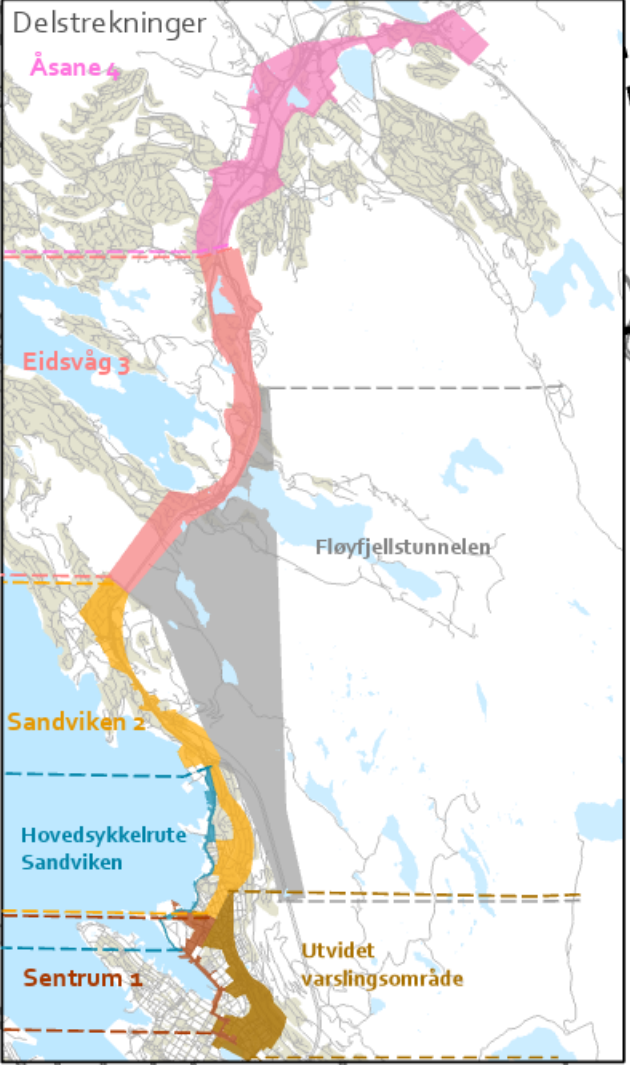 Delstrekninger
Åsane 4
Eidsvåg 3
Fløyfjellstunnelen
Sandviken 2
Hovedsykkelrute
Sandviken
Utvidet
varslingsområde
Sentrum 1